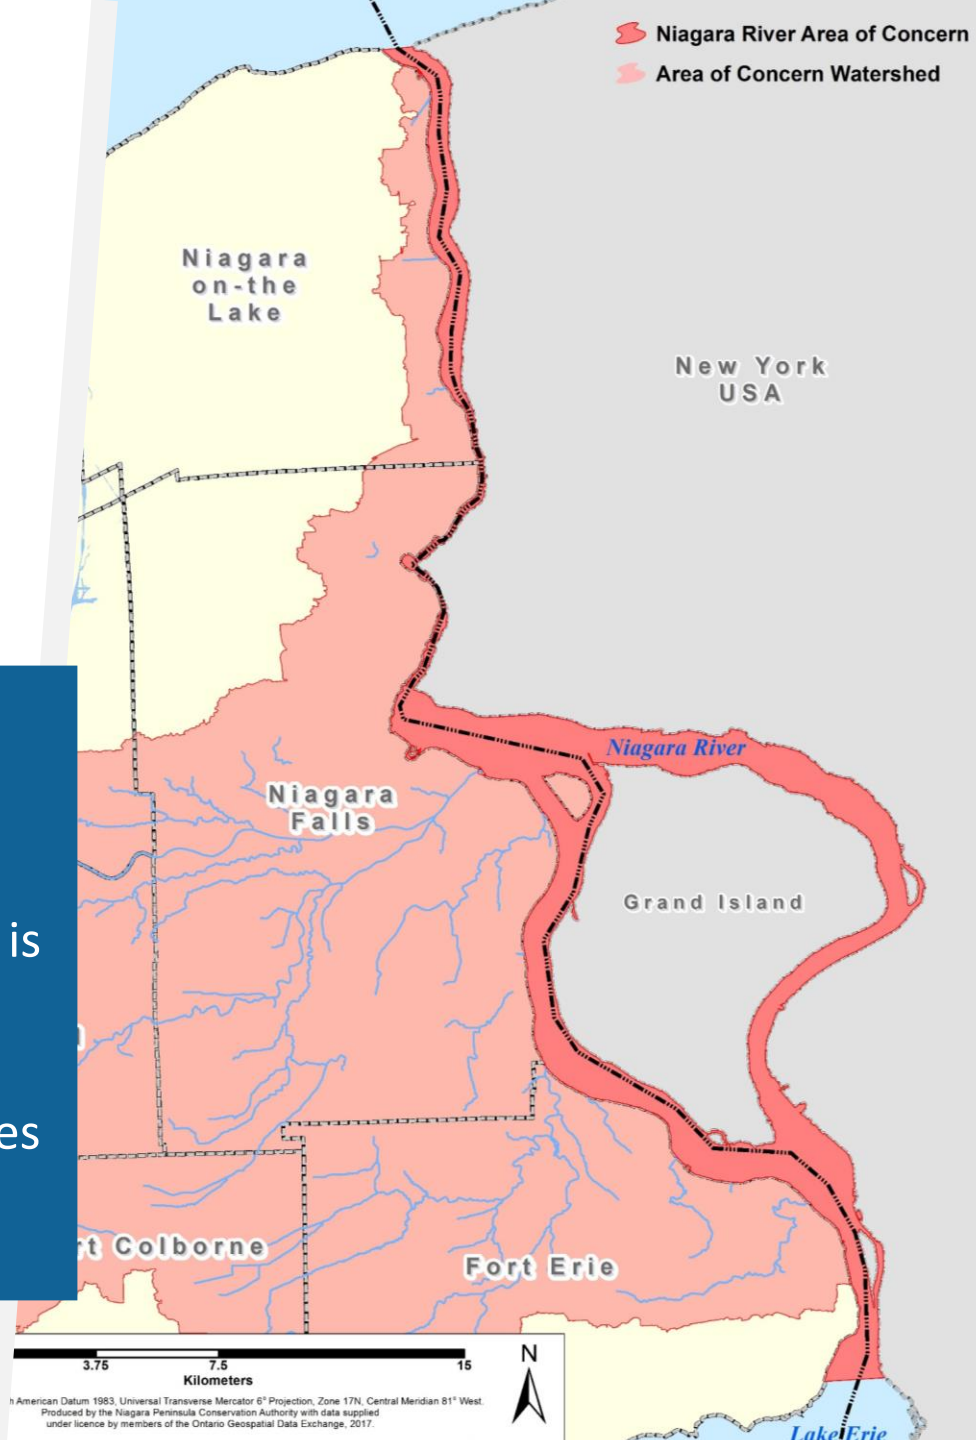 Niagara River Area of Concern
Area of Concern Watershed
Niagara
on-the
Lake
New York
USA
Niagara River
Niagara
Falls
Grand Island
is
es
rt Colborne
Fort Erie
3.75 7.5 15
Kilometers
N
h American Datum 1983, Universal Transverse Mercator 6° Projection, Zone 17N, Central Meridian 81° West.
Produced by the Niagara Peninsula Conservation Authority with data supplied
under licence by members of the Ontario Geospatial Data Exchange, 2017.
Lake Erie